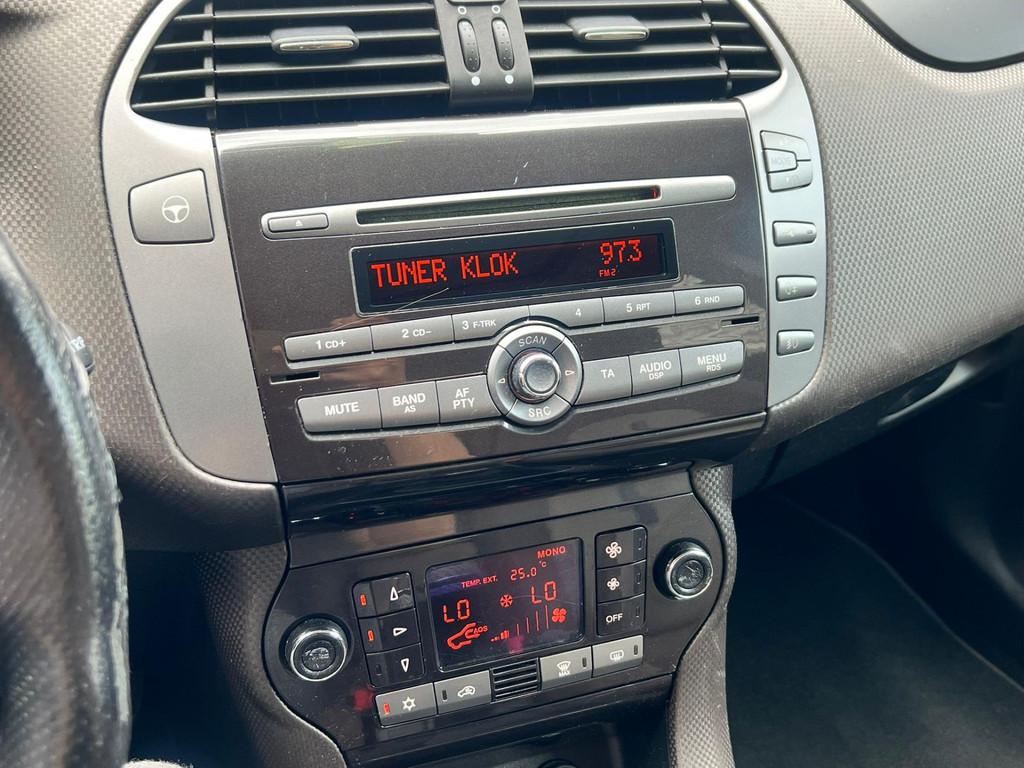 MODE
TUNER KLOK 97.3
FM2
1 CD+
2 CD−
3 F-TRK
4
5 RPT
6 RND
SCAN
MUTE
BAND
AS
AF
PTY
SRC
TA
AUDIO
DSP
MENU
RDS
MONO
TEMP. EXT. 25.0 °C
LO LO
AQS
OFF
MAX